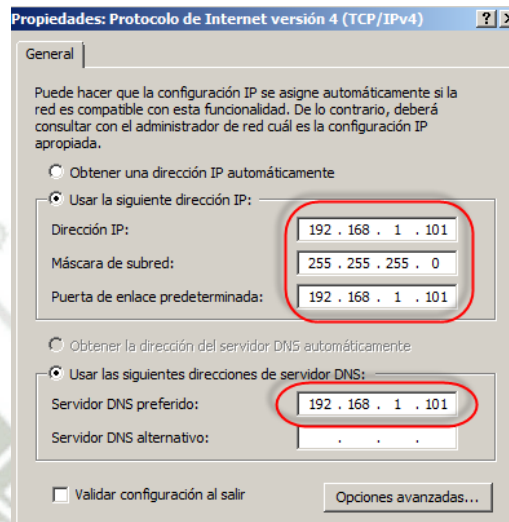 Propiedades: Protocolo de Internet versión 4 (TCP/IPv4)
General
Puede hacer que la configuración IP se asigne automáticamente si la
red es compatible con esta funcionalidad. De lo contrario, deberá
consultar con el administrador de red cuál es la configuración IP
apropiada.
Obtener una dirección IP automáticamente
Usar la siguiente dirección IP:
Dirección IP: 192 . 168 . 1 . 101
Máscara de subred: 255 . 255 . 255 . 0
Puerta de enlace predeterminada: 192 . 168 . 1 . 101
Obtener la dirección del servidor DNS automáticamente
Usar las siguientes direcciones de servidor DNS:
Servidor DNS preferido: 192 . 168 . 1 . 101
Servidor DNS alternativo: . . .
Validar configuración al salir
Opciones avanzadas...